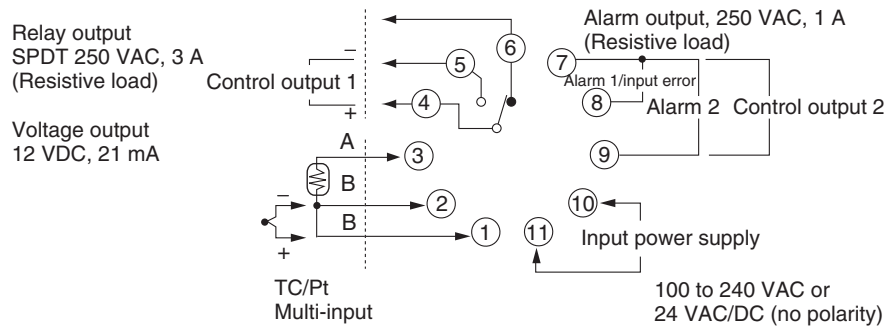 Relay output
SPDT 250 VAC, 3 A
(Resistive load)
Voltage output
12 VDC, 21 mA
Control output 1
−
+
6
5
4
A
3
B
2
B
1
−
+
TC/Pt
Multi-input
Alarm output, 250 VAC, 1 A
(Resistive load)
7
Alarm 1/input error
8
Alarm 2
Control output 2
9
10
11
Input power supply
100 to 240 VAC or
24 VAC/DC (no polarity)